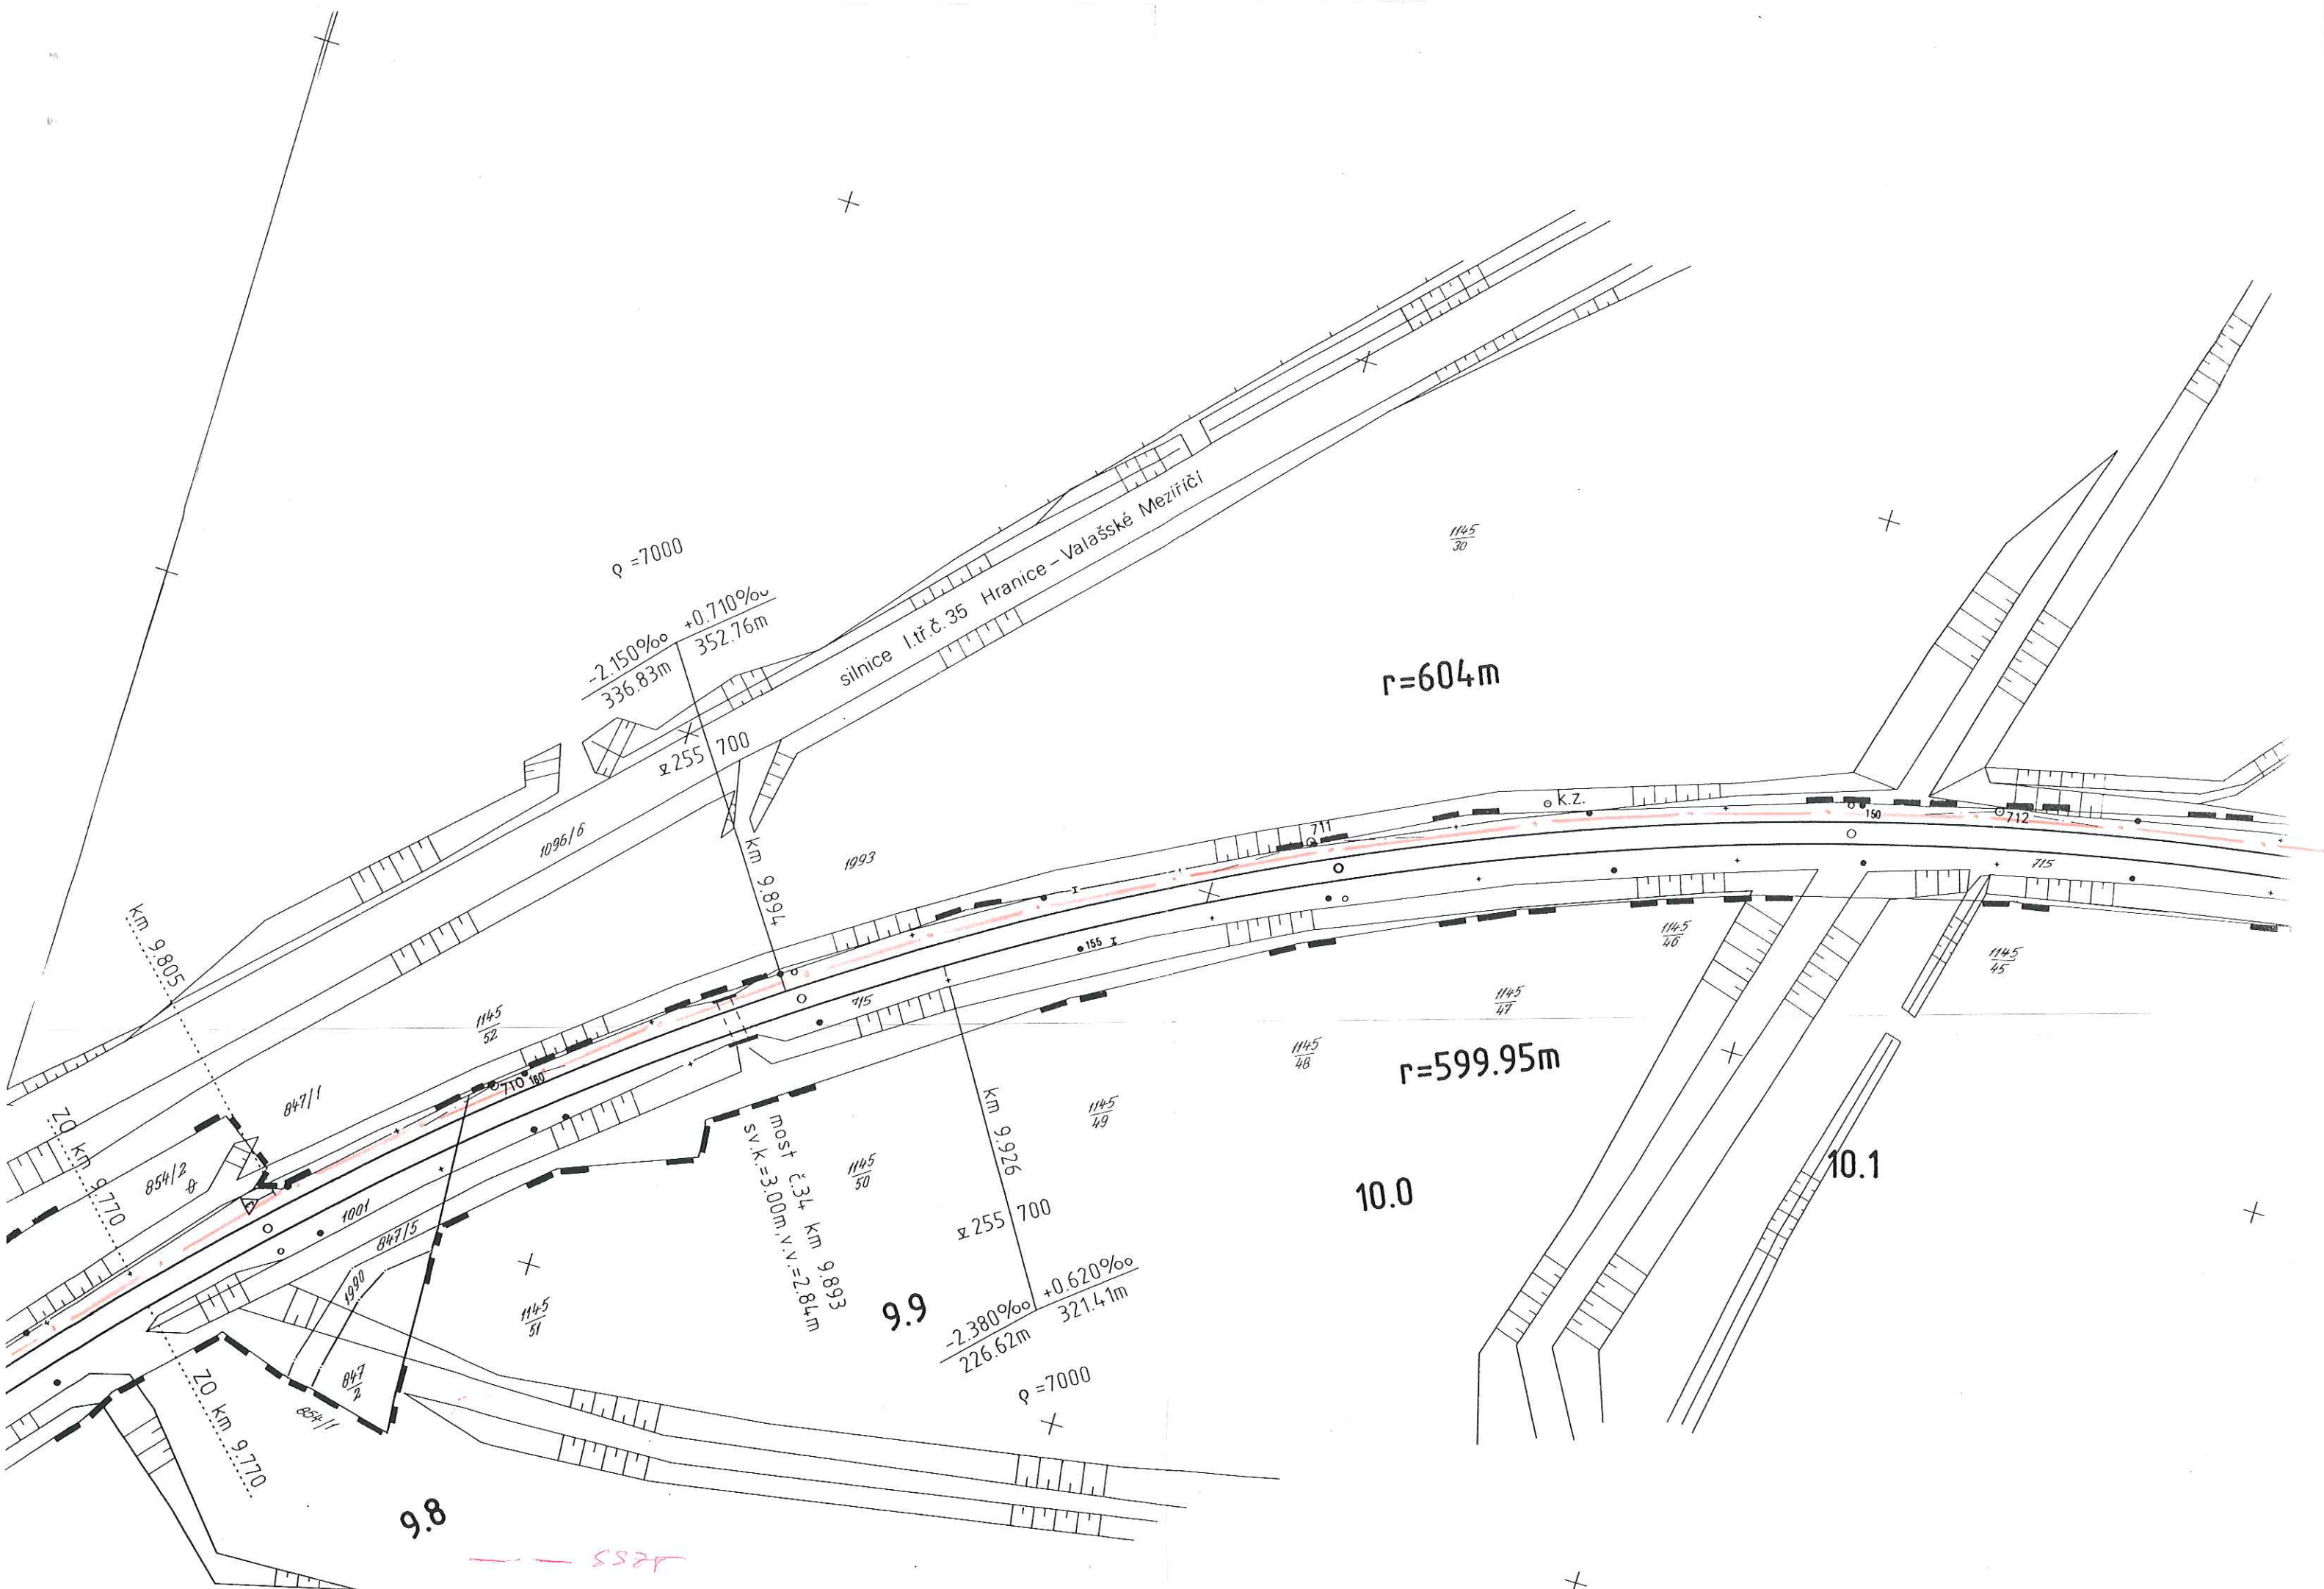 ϱ =7000
-2.150‰ +0.710‰
336.83m 352.76m
silnice I.tř.č.35 Hranice – Valašské Meziříčí
1145
30
r=604m
⊻ 255 700
k.z.
711
150
712
1096/6
km 9.894
1993
715
km 9.805
155
1145
46
1145
45
1145
52
715
1145
47
710 160
1145
48
r=599.95m
847/1
ZO km 9.770
km 9.926
1145
49
854/2
most č.34 km 9.893
sv.k.=3.00m,v.v.=2.84m
1145
50
10.0
10.1
1001
847/5
⊻ 255 700
1990
1145
51
9.9
-2.380‰ +0.620‰
226.62m 321.41m
ϱ =7000
847
2
854/1
ZO km 9.770
9.8